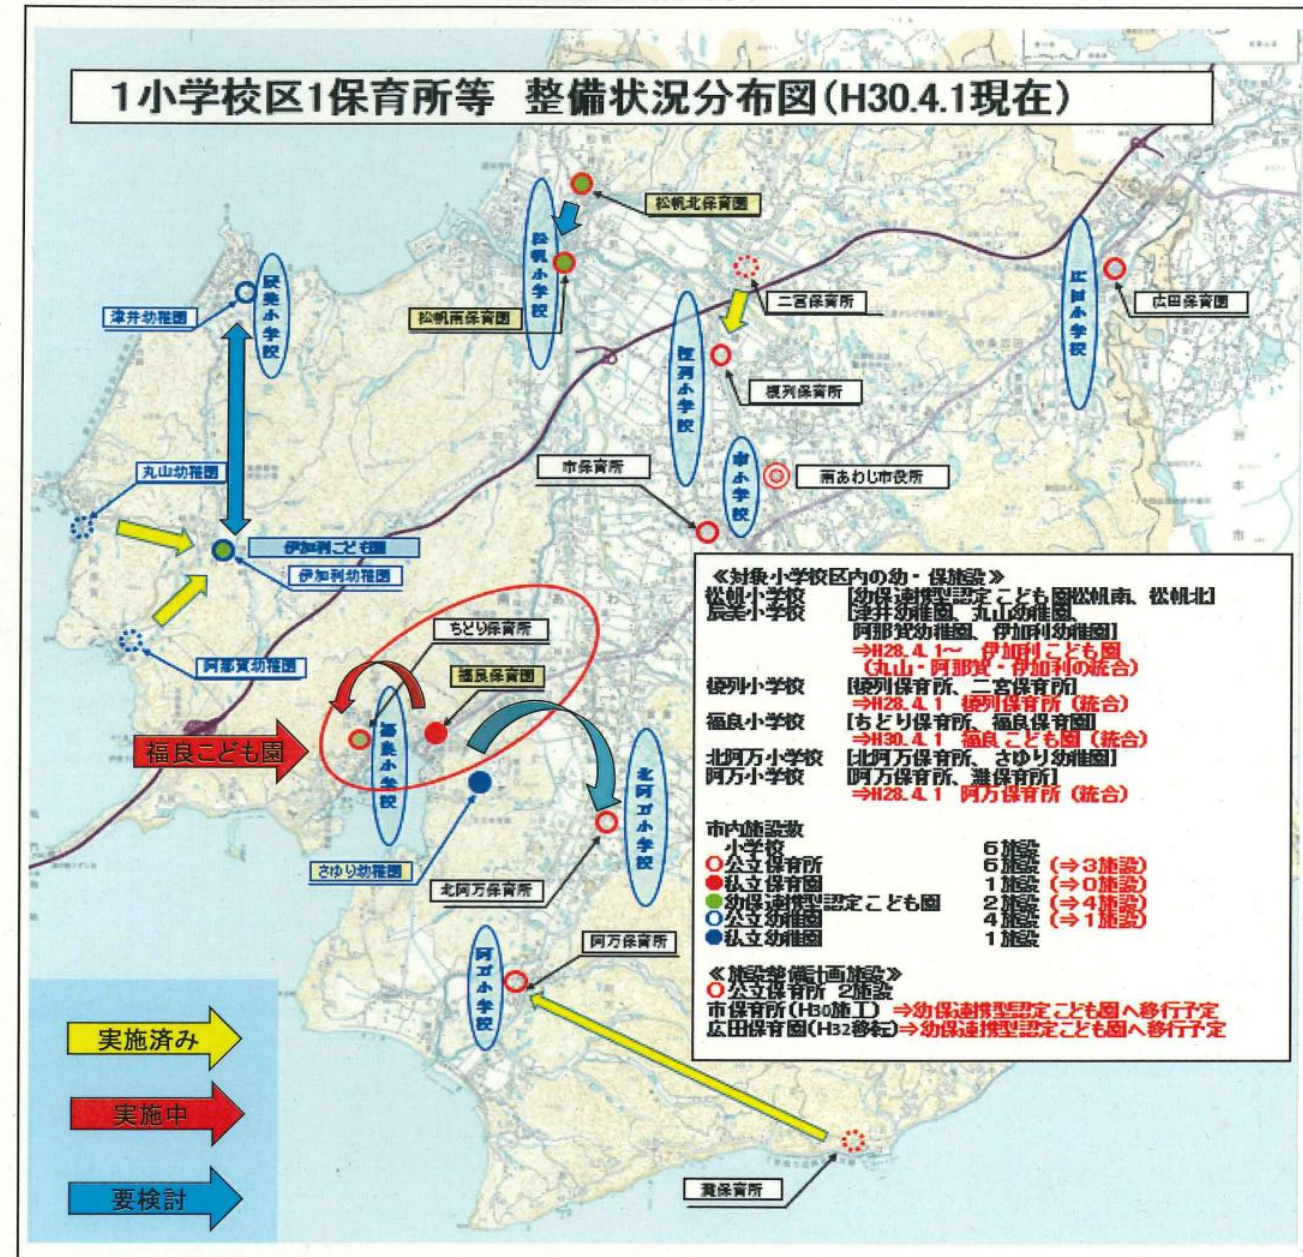 1小学校区1保育所等 整備状況分布図(H30.4.1現在)
松帆北保育園
松帆小学校
松帆南保育園
二宮保育所
榎列小学校
榎列保育所
広田小学校
広田保育園
辰美小学校
津井幼稚園
丸山幼稚園
伊加利こども園
伊加利幼稚園
阿那賀幼稚園
市保育所
市小学校
南あわじ市役所
ちどり保育所
福良保育園
福良こども園
福良小学校
さゆり幼稚園
北阿万小学校
北阿万保育所
阿万保育所
阿万小学校
灘保育所
洲本市
≪対象小学校区内の幼・保施設≫
松帆小学校 [幼保連携型認定こども園松帆南、松帆北]
辰美小学校 [津井幼稚園、丸山幼稚園、
阿那賀幼稚園、伊加利幼稚園]
⇒H28.4.1～ 伊加利こども園
(丸山・阿那賀・伊加利の統合)
榎列小学校 [榎列保育所、二宮保育所]
⇒H28.4.1 榎列保育所(統合)
福良小学校 [ちどり保育所、福良保育園]
⇒H30.4.1 福良こども園(統合)
北阿万小学校 [北阿万保育所、さゆり幼稚園]
阿万小学校 [阿万保育所、灘保育所]
⇒H28.4.1 阿万保育所(統合)
市内施設数
小学校 6施設
公立保育所 6施設(⇒3施設)
私立保育園 1施設(⇒0施設)
幼保連携型認定こども園 2施設(⇒4施設)
公立幼稚園 4施設(⇒1施設)
私立幼稚園 1施設
≪施設整備計画施設≫
公立保育所 2施設
市保育所(H30施工) ⇒幼保連携型認定こども園へ移行予定
広田保育園(H32移転)⇒幼保連携型認定こども園へ移行予定
実施済み
実施中
要検討